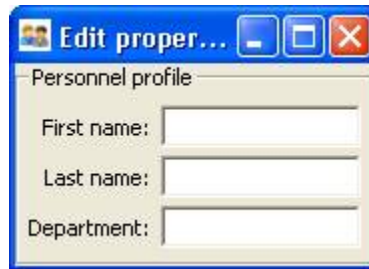 Edit proper...
Personnel profile
First name:
Last name:
Department: